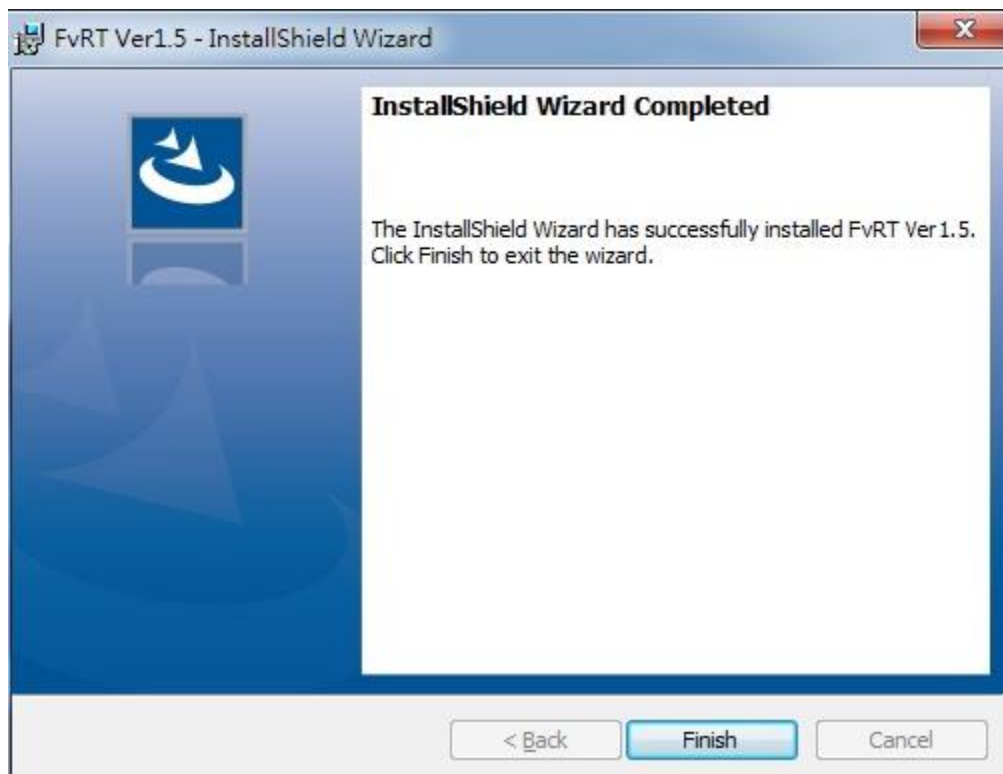 FvRT Ver1.5 - InstallShield Wizard
X
InstallShield Wizard Completed
The InstallShield Wizard has successfully installed FvRT Ver1.5.
Click Finish to exit the wizard.
< Back
Finish
Cancel